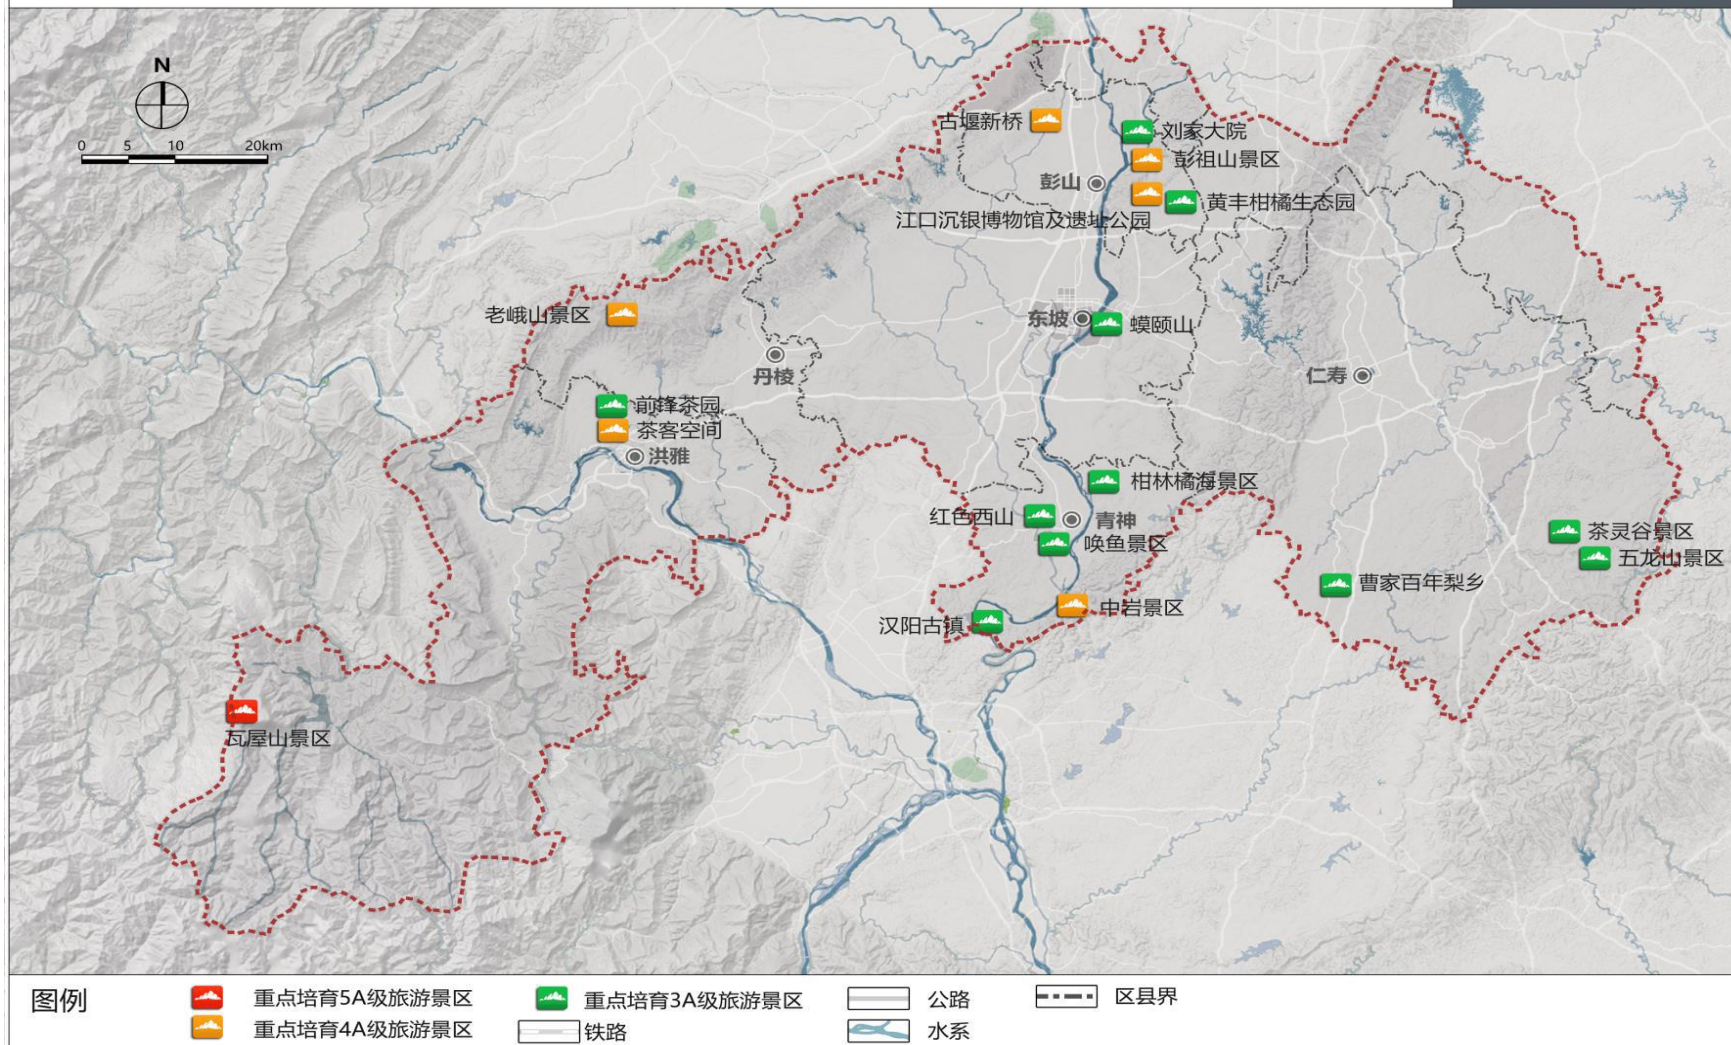 N
0 5 10 20km
古堰新桥
刘家大院
彭祖山景区
彭山
黄丰柑橘生态园
江口沉银博物馆及遗址公园
老峨山景区
东坡
蟆颐山
丹棱
仁寿
前锋茶园
茶客空间
洪雅
柑林橘海景区
红色西山
青神
唤鱼景区
茶灵谷景区
五龙山景区
曹家百年梨乡
中岩景区
汉阳古镇
瓦屋山景区
图例
重点培育5A级旅游景区
重点培育3A级旅游景区
公路
区县界
重点培育4A级旅游景区
铁路
水系